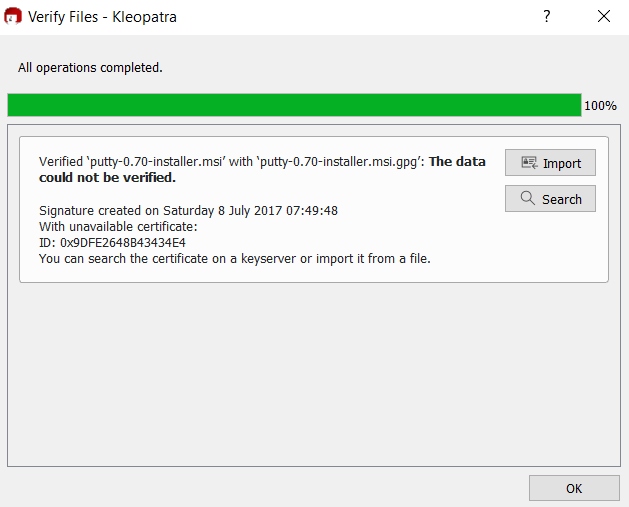 Verify Files - Kleopatra
All operations completed.
100%
Verified ‘putty-0.70-installer.msi’ with ‘putty-0.70-installer.msi.gpg’: The data
could not be verified.
Import
Search
Signature created on Saturday 8 July 2017 07:49:48
With unavailable certificate:
ID: 0x9DFE2648B43434E4
You can search the certificate on a keyserver or import it from a file.
OK